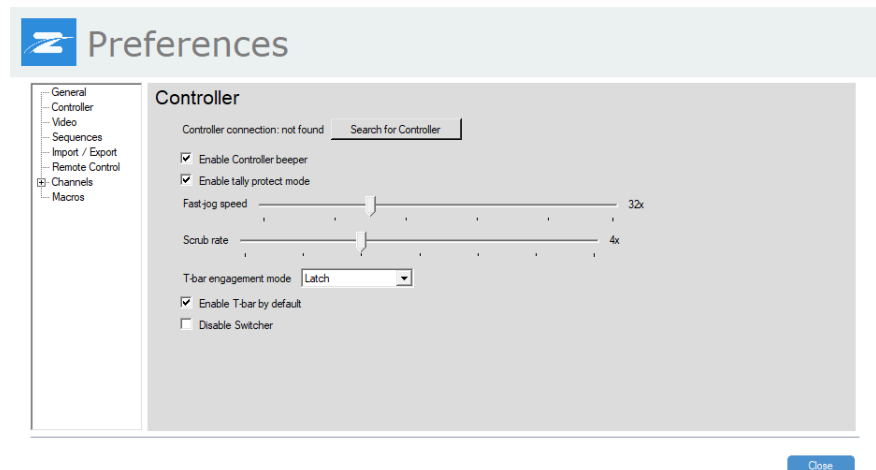 Preferences
General
Controller
Video
Sequences
Import / Export
Remote Control
Channels
Macros
Controller
Controller connection: not found Search for Controller
Enable Controller beeper
Enable tally protect mode
Fast-jog speed 32x
Scrub rate 4x
T-bar engagement mode Latch
Enable T-bar by default
Disable Switcher
Close